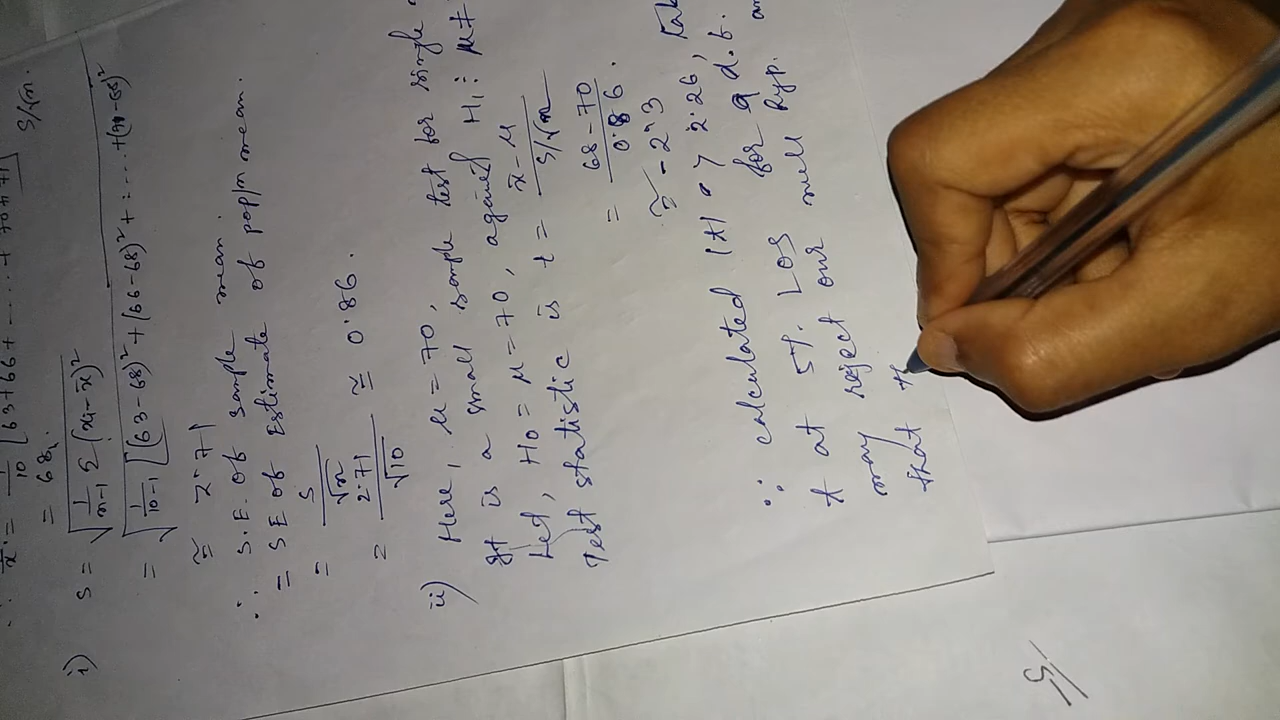 ∴ x̄ = 1/10 [63+66+ ..... + 70+71] S/√n.
= 68.
i) S = √(1/n-1 Σ(xi - x̄)²)
= √(1/10-1 [(63-68)² + (66-68)² + .... + (71-68)²
≅ 2.71
∴ S.E. of sample mean.
= SE of estimate of popln mean.
= S/√n
= 2.71/√10 ≅ 0.86.
ii) Here, μ = 70,
It is a small sample test for single
Let, H0 = μ = 70, against H1: μ ≠
Test statistic is t = x̄ - μ / S/√n
= 68 - 70 / 0.86.
≅ - 2.3
∵ calculated |t| > 2.26,
t at 5% LOS for 9 d.f.
may reject our null hyp.
that
15/